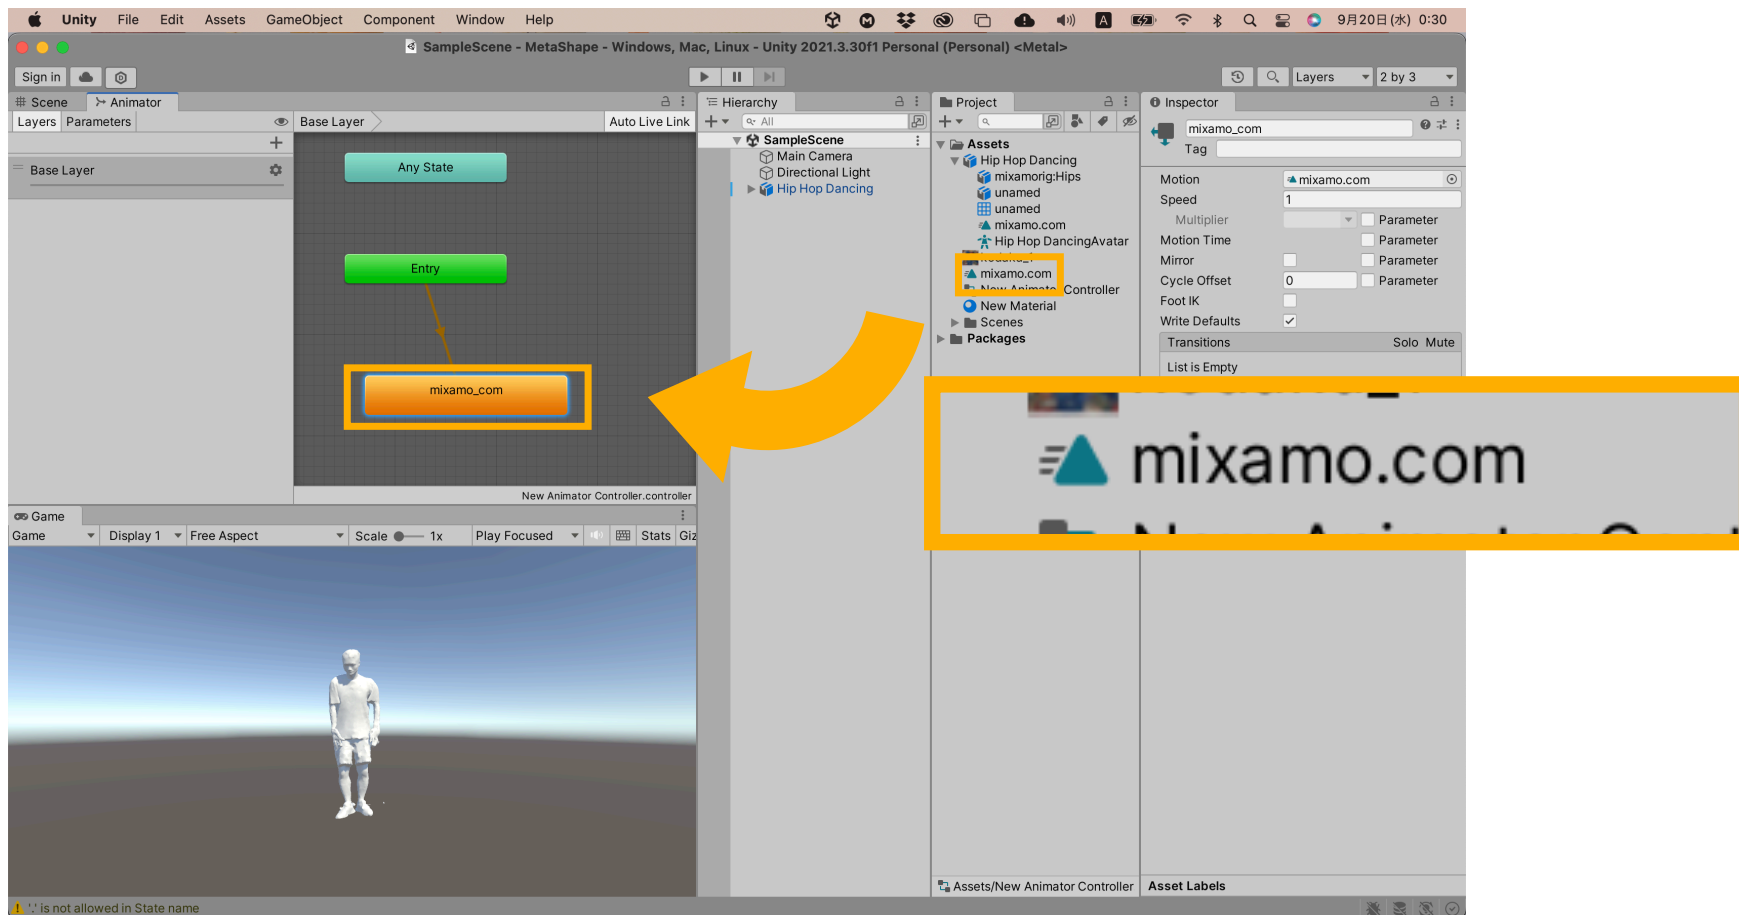 Unity File Edit Assets GameObject Component Window Help A 9月20日(水) 0:30
SampleScene - MetaShape - Windows, Mac, Linux - Unity 2021.3.30f1 Personal (Personal) <Metal>
Sign in Layers 2 by 3
Scene Animator
Layers Parameters Base Layer Auto Live Link
Base Layer
Any State
Entry
mixamo_com
New Animator Controller.controller
Game
Game Display 1 Free Aspect Scale 1x Play Focused Stats Giz
Hierarchy
All
SampleScene
Main Camera
Directional Light
Hip Hop Dancing
Project
Assets
Hip Hop Dancing
mixamorig:Hips
unamed
unamed
mixamo.com
Hip Hop DancingAvatar
mixamo.com
New Animator Controller
New Material
Scenes
Packages
Assets/New Animator Controller
Inspector
mixamo_com
Tag
Motion mixamo.com
Speed 1
Multiplier Parameter
Motion Time Parameter
Mirror Parameter
Cycle Offset 0 Parameter
Foot IK
Write Defaults
Transitions Solo Mute
List is Empty
mixamo.com
Asset Labels
'.' is not allowed in State name